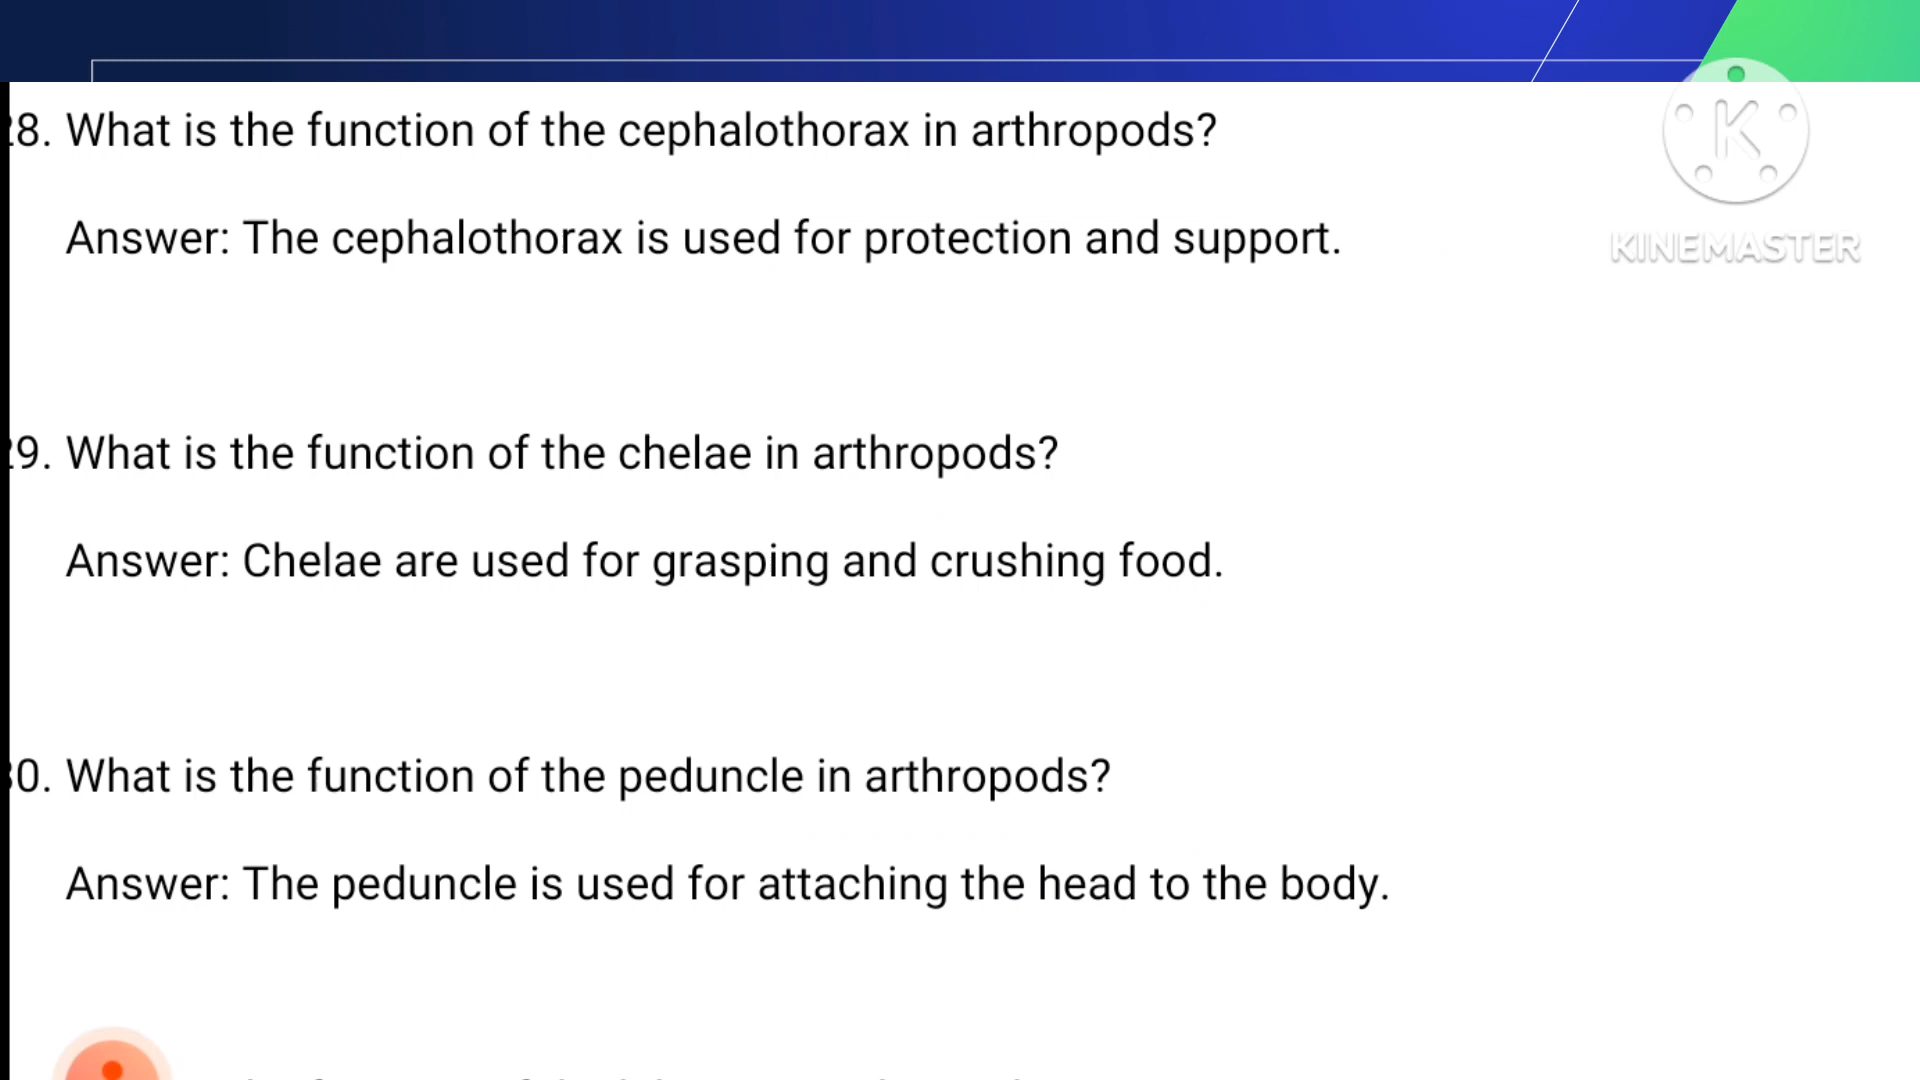 28. What is the function of the cephalothorax in arthropods?
KINEMASTER
Answer: The cephalothorax is used for protection and support.
29. What is the function of the chelae in arthropods?
Answer: Chelae are used for grasping and crushing food.
30. What is the function of the peduncle in arthropods?
Answer: The peduncle is used for attaching the head to the body.